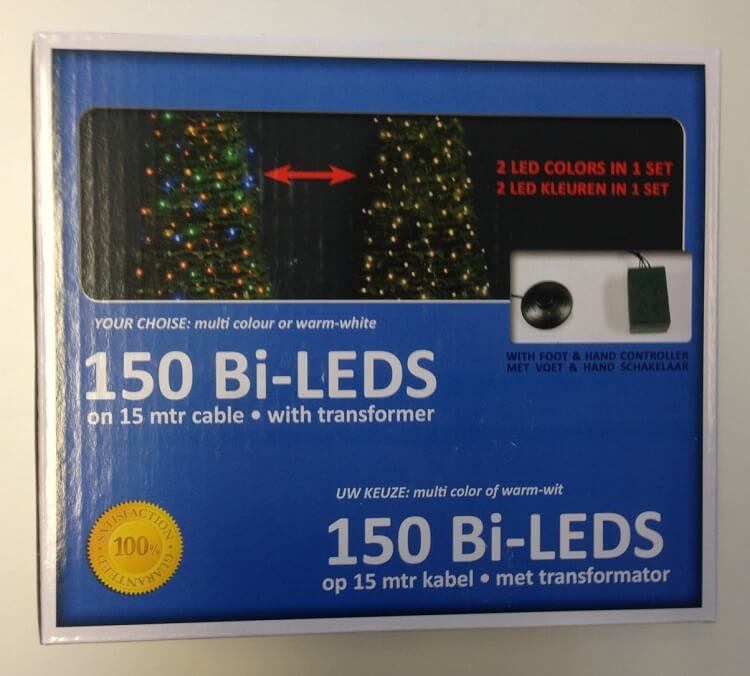 2 LED COLORS IN 1 SET
2 LED KLEUREN IN 1 SET
YOUR CHOISE: multi colour or warm-white
WITH FOOT & HAND CONTROLLER
MET VOET & HAND SCHAKELAAR
150 Bi-LEDS
on 15 mtr cable • with transformer
UW KEUZE: multi color of warm-wit
150 Bi-LEDS
op 15 mtr kabel • met transformator
SATISFACTION
100%
GUARANTEED